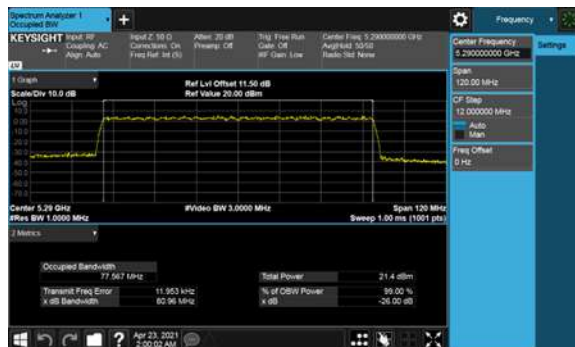 Spectrum Analyzer 1
Occupied BW
Frequency
KEYSIGHT
Input: RF
Coupling: AC
Align: Auto
Input Z: 50 Ω
Corrections: On
Freq Ref: Int (S)
Atten: 20 dB
Preamp: Off
Trig: Free Run
Gate: Off
#IF Gain: Low
Center Freq: 5.290000000 GHz
Avg|Hold: 50/50
Radio Std: None
Center Frequency
5.290000000 GHz
Settings
Span
120.00 MHz
CF Step
12.000000 MHz
Auto
Man
Freq Offset
0 Hz
1 Graph
Scale/Div 10.0 dB
Ref Lvl Offset 11.50 dB
Ref Value 20.00 dBm
Log
10.0
0.00
Center 5.29 GHz
#Res BW 1.0000 MHz
#Video BW 3.0000 MHz
Span 120 MHz
Sweep 1.00 ms (1001 pts)
2 Metrics
Occupied Bandwidth
77.567 MHz
Total Power
21.4 dBm
Transmit Freq Error
11.953 kHz
% of OBW Power
99.00 %
x dB Bandwidth
80.96 MHz
x dB
-26.00 dB
?
Apr 23, 2021
2:00:02 AM